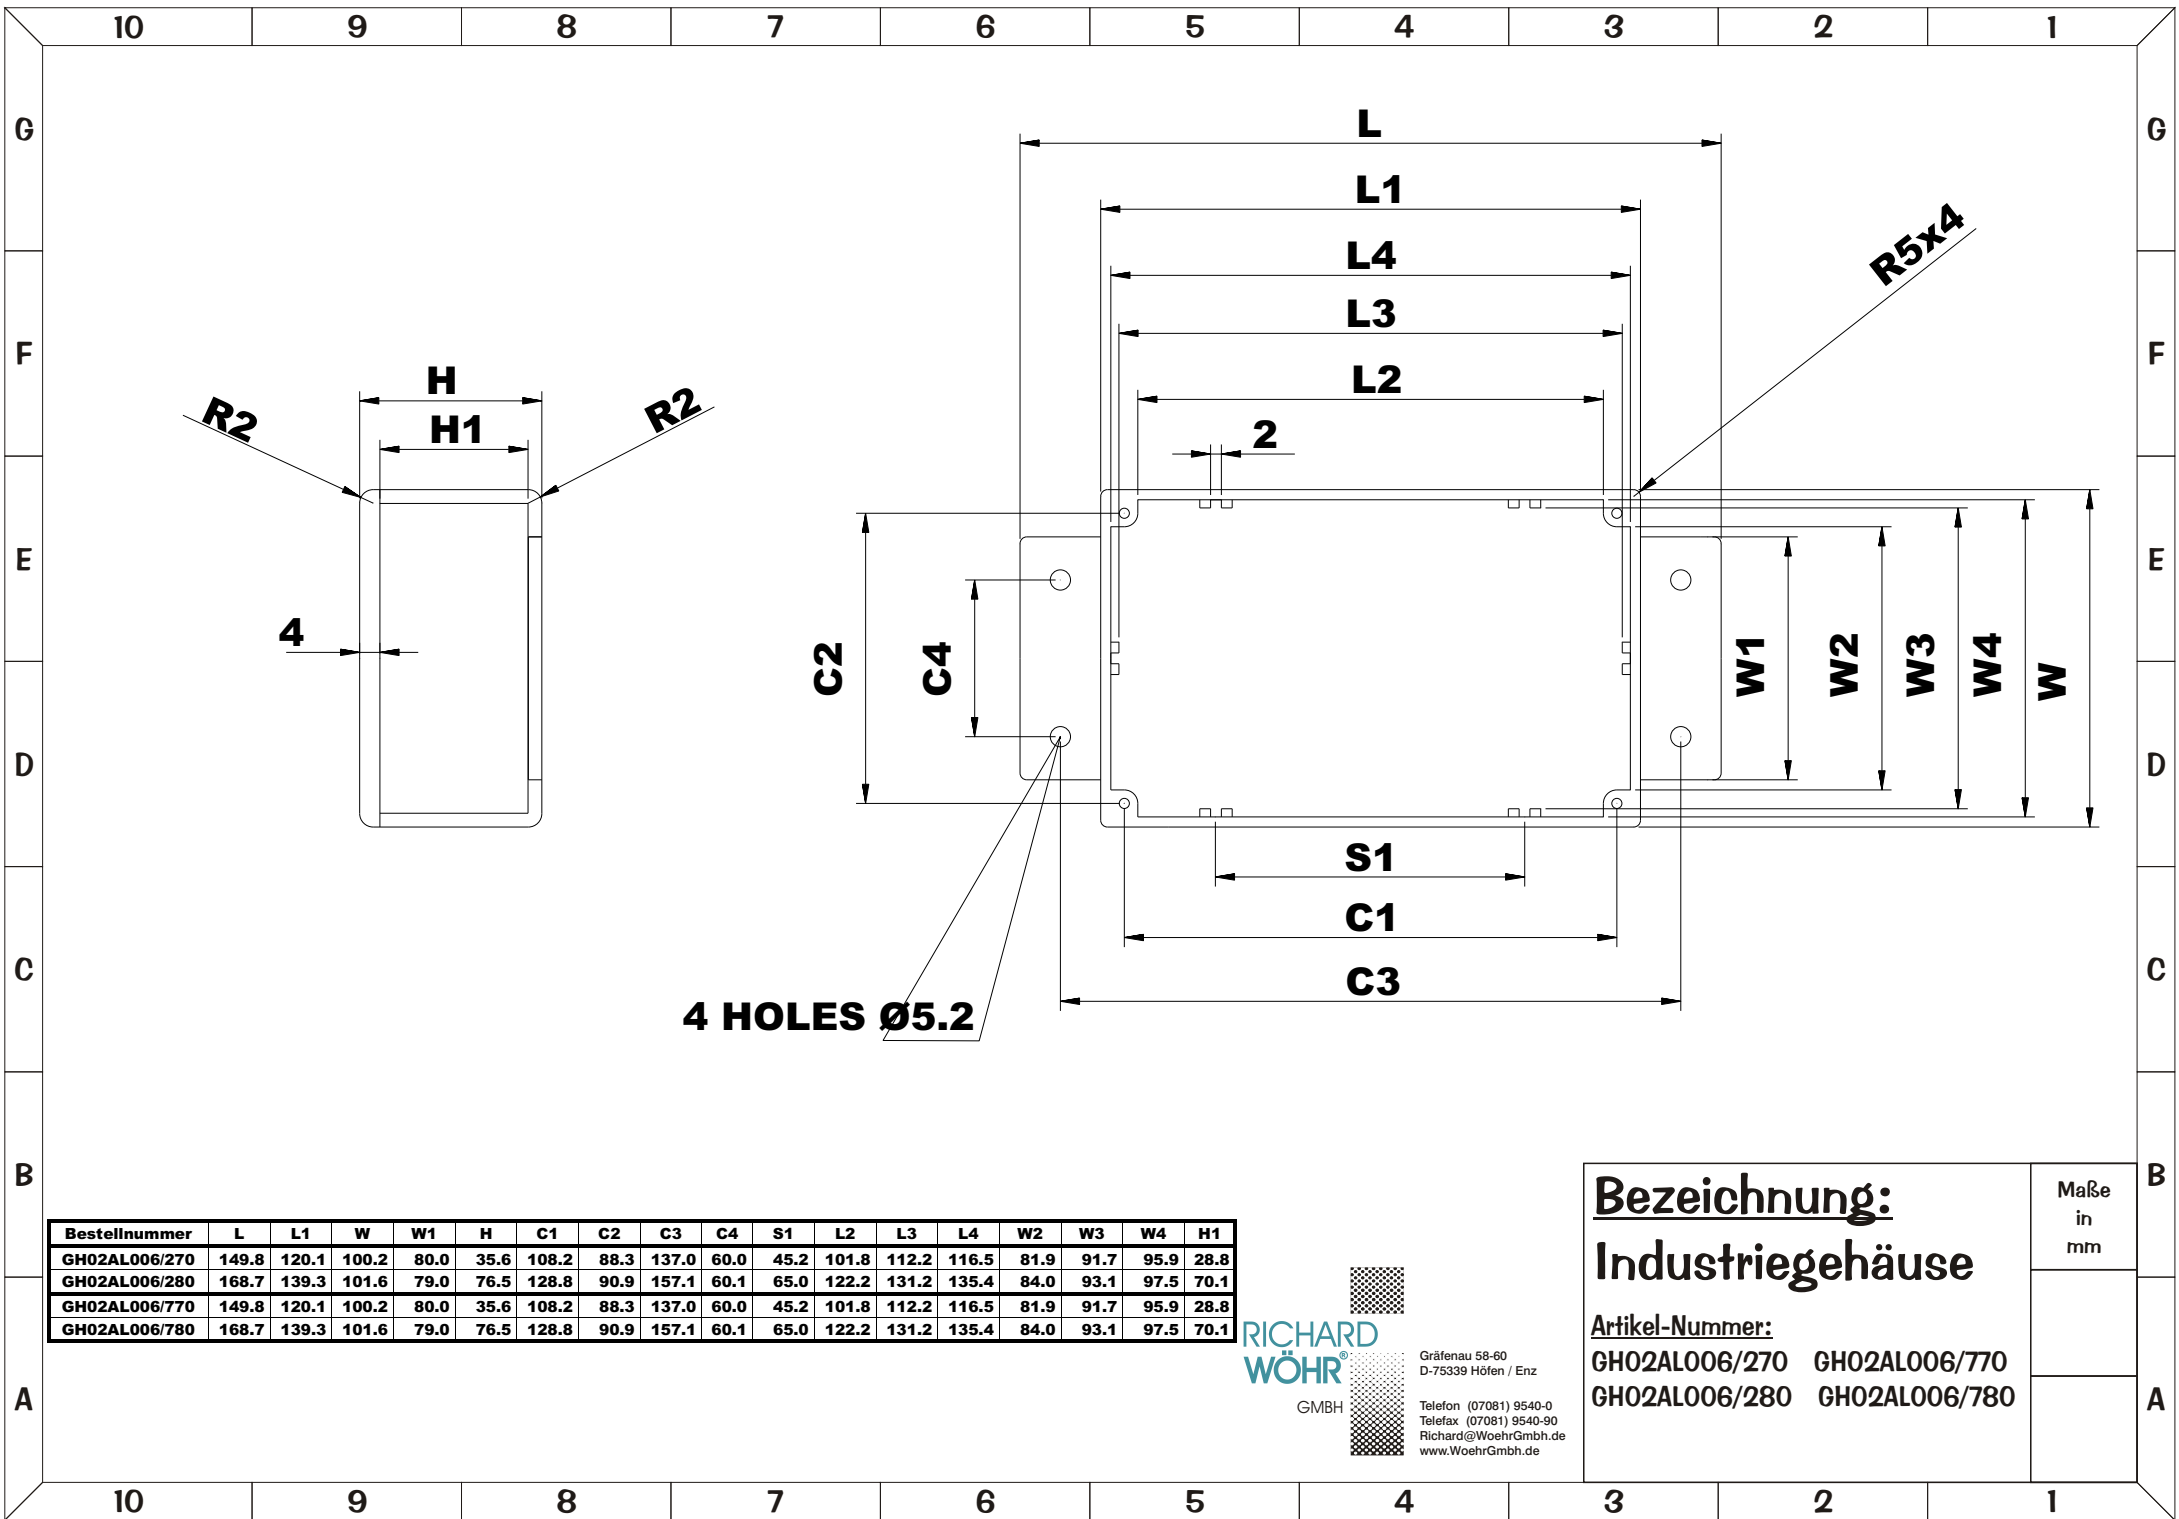 10 9 8 7 6 5 4 3 2 1
G G
L
L1
R5x4
L4
F F
L3
H
L2
R2 R2
H1
2
E E
4
C2 C4 W1 W2 W3 W4 W
D D
S1
C1
C C
C3
4 HOLES Ø5.2
B B
Bestellnummer L L1 W W1 H C1 C2 C3 C4 S1 L2 L3 L4 W2 W3 W4 H1
GH02AL006/270 149.8 120.1 100.2 80.0 35.6 108.2 88.3 137.0 60.0 45.2 101.8 112.2 116.5 81.9 91.7 95.9 28.8
GH02AL006/280 168.7 139.3 101.6 79.0 76.5 128.8 90.9 157.1 60.1 65.0 122.2 131.2 135.4 84.0 93.1 97.5 70.1
GH02AL006/770 149.8 120.1 100.2 80.0 35.6 108.2 88.3 137.0 60.0 45.2 101.8 112.2 116.5 81.9 91.7 95.9 28.8
GH02AL006/780 168.7 139.3 101.6 79.0 76.5 128.8 90.9 157.1 60.1 65.0 122.2 131.2 135.4 84.0 93.1 97.5 70.1
RICHARD
WÖHR®
GMBH
Gräfenau 58-60
D-75339 Höfen / Enz
Telefon (07081) 9540-0
Telefax (07081) 9540-90
Richard@WoehrGmbh.de
www.WoehrGmbh.de
Bezeichnung:
Industriegehäuse
Artikel-Nummer:
GH02AL006/270 GH02AL006/770
GH02AL006/280 GH02AL006/780
Maße
in
mm
A A
10 9 8 7 6 5 4 3 2 1